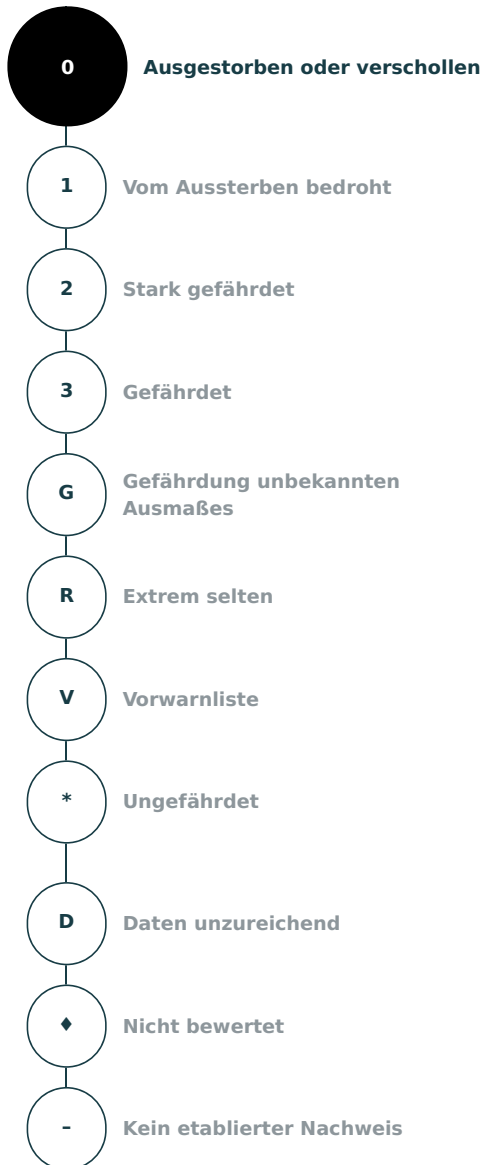 0 Ausgestorben oder verschollen
1 Vom Aussterben bedroht
2 Stark gefährdet
3 Gefährdet
G Gefährdung unbekannten
Ausmaßes
R Extrem selten
V Vorwarnliste
* Ungefährdet
D Daten unzureichend
♦ Nicht bewertet
– Kein etablierter Nachweis